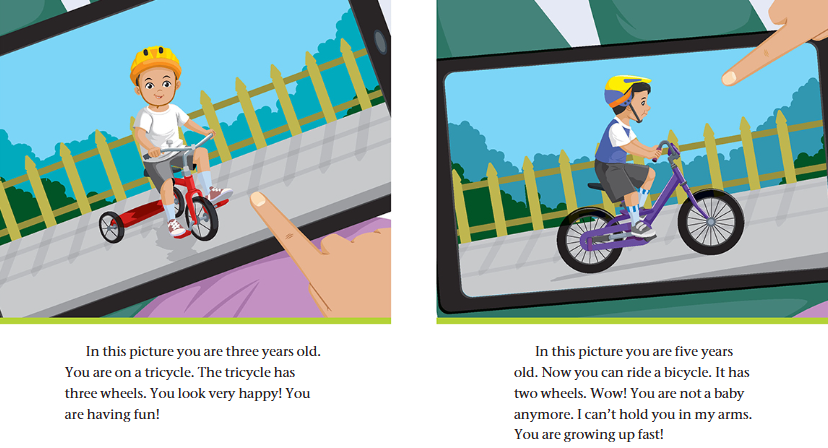 In this picture you are three years old.
You are on a tricycle. The tricycle has
three wheels. You look very happy! You
are having fun!
In this picture you are five years
old. Now you can ride a bicycle. It has
two wheels. Wow! You are not a baby
anymore. I can’t hold you in my arms.
You are growing up fast!